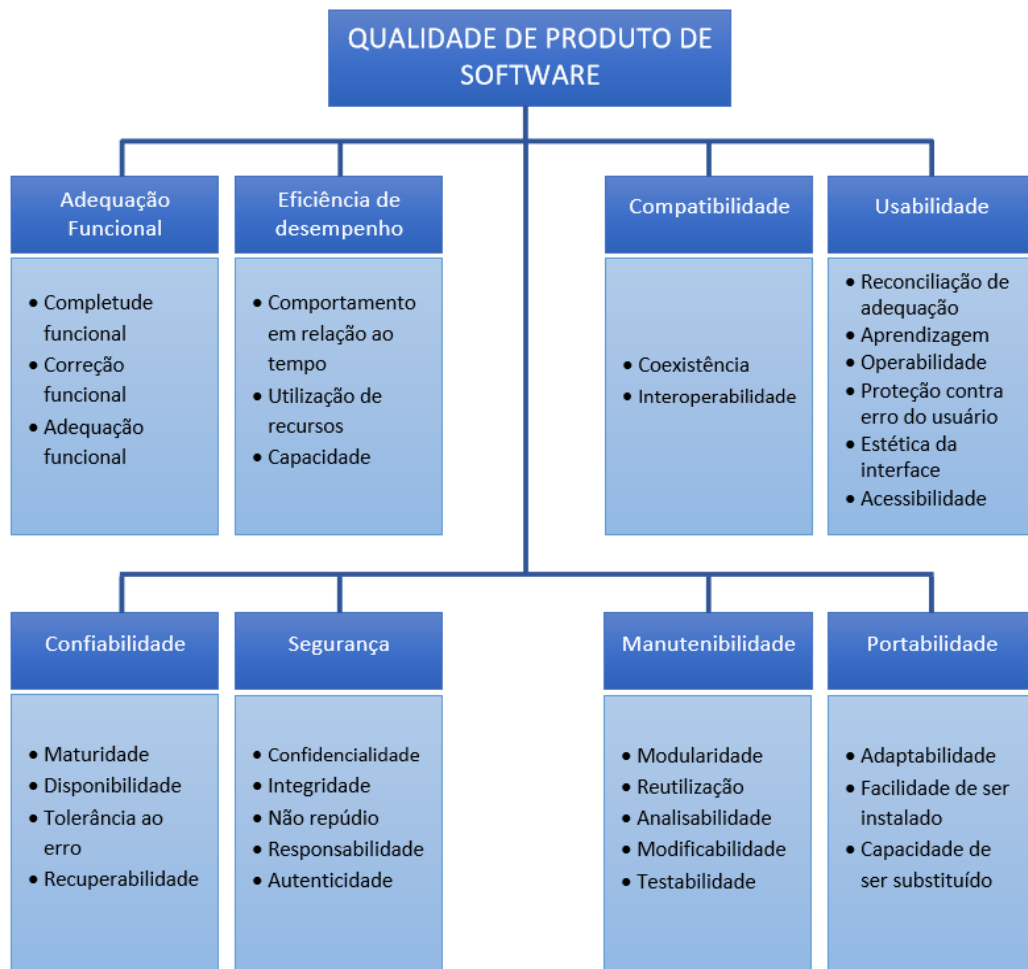 QUALIDADE DE PRODUTO DE
SOFTWARE
Adequação
Funcional
• Completude
funcional
• Correção
funcional
• Adequação
funcional
Eficiência de
desempenho
• Comportamento
em relação ao
tempo
• Utilização de
recursos
• Capacidade
Compatibilidade
• Coexistência
• Interoperabilidade
Usabilidade
• Reconciliação de
adequação
• Aprendizagem
• Operabilidade
• Proteção contra
erro do usuário
• Estética da
interface
• Acessibilidade
Confiabilidade
• Maturidade
• Disponibilidade
• Tolerância ao
erro
• Recuperabilidade
Segurança
• Confidencialidade
• Integridade
• Não repúdio
• Responsabilidade
• Autenticidade
Manutenibilidade
• Modularidade
• Reutilização
• Analisabilidade
• Modificabilidade
• Testabilidade
Portabilidade
• Adaptabilidade
• Facilidade de ser
instalado
• Capacidade de
ser substituído